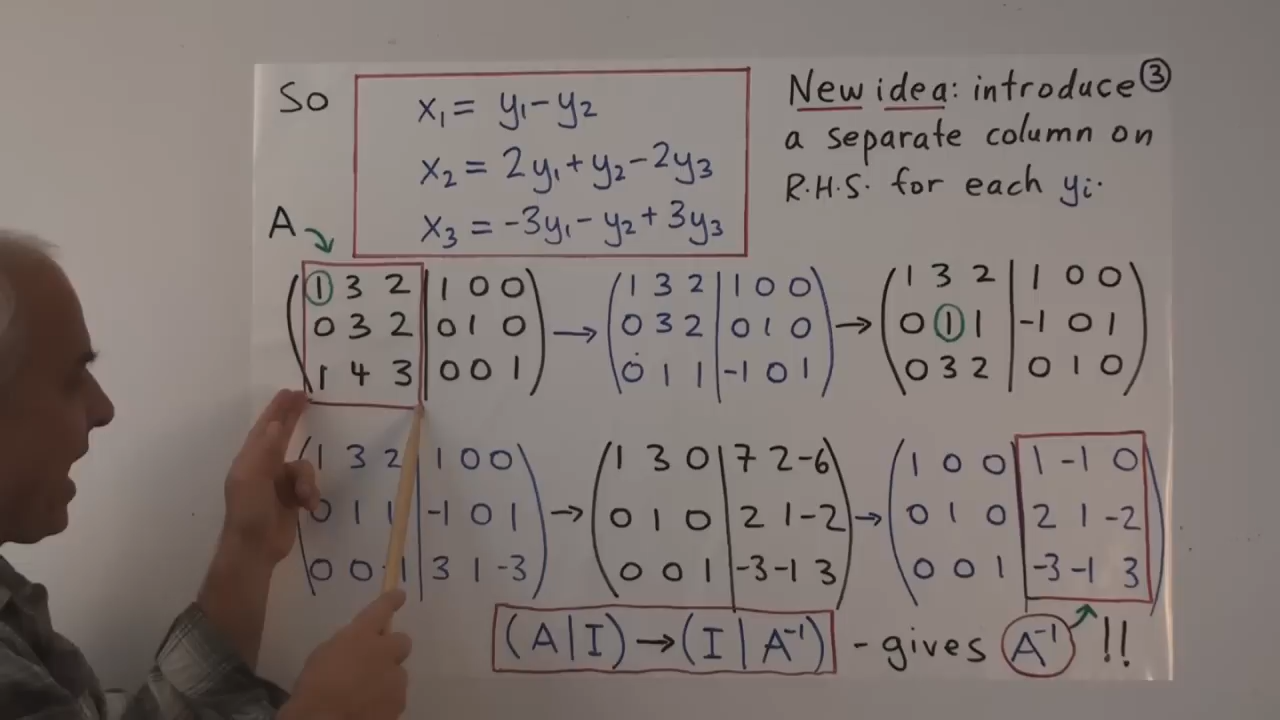 So
x₁ = y₁ - y₂
x₂ = 2y₁ + y₂ - 2y₃
x₃ = -3y₁ - y₂ + 3y₃
New idea: introduce ③
a separate column on
R.H.S. for each yi.
A
1 3 2 | 1 0 0
0 3 2 | 0 1 0
1 4 3 | 0 0 1
→
1 3 2 | 1 0 0
0 3 2 | 0 1 0
0 1 1 | -1 0 1
→
1 3 2 | 1 0 0
0 1 1 | -1 0 1
0 3 2 | 0 1 0
1 3 2 | 1 0 0
0 1 1 | -1 0 1
0 0 -1 | 3 1 -3
→
1 3 0 | 7 2 -6
0 1 0 | 2 1 -2
0 0 1 | -3 -1 3
→
1 0 0 | 1 -1 0
0 1 0 | 2 1 -2
0 0 1 | -3 -1 3
(A|I) → (I|A⁻¹) - gives A⁻¹ !!